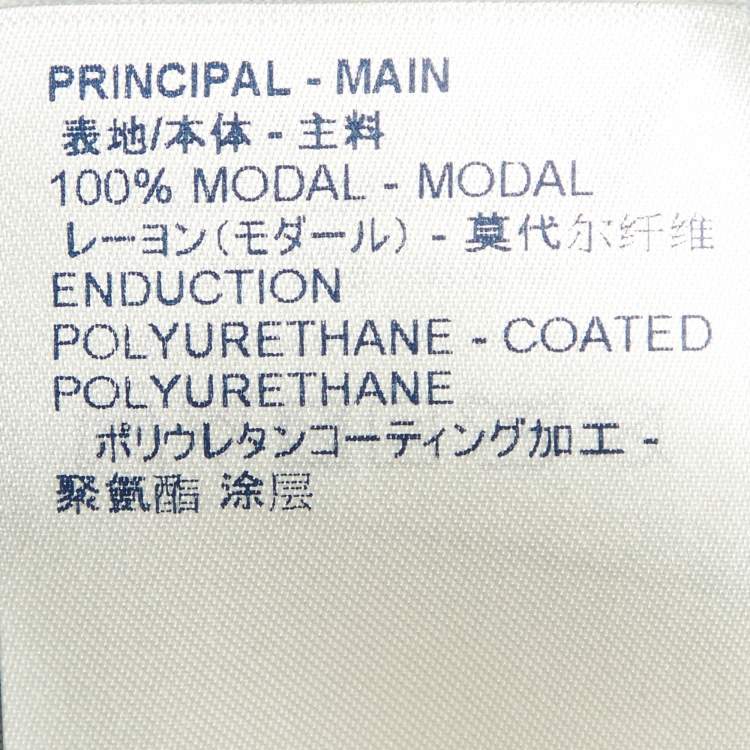 PRINCIPAL - MAIN
表地/本体 - 主料
100% MODAL - MODAL
レーヨン(モダール) - 莫代尔纤维
ENDUCTION
POLYURETHANE - COATED
POLYURETHANE
ポリウレタンコーティング加工 -
聚氨酯 涂层